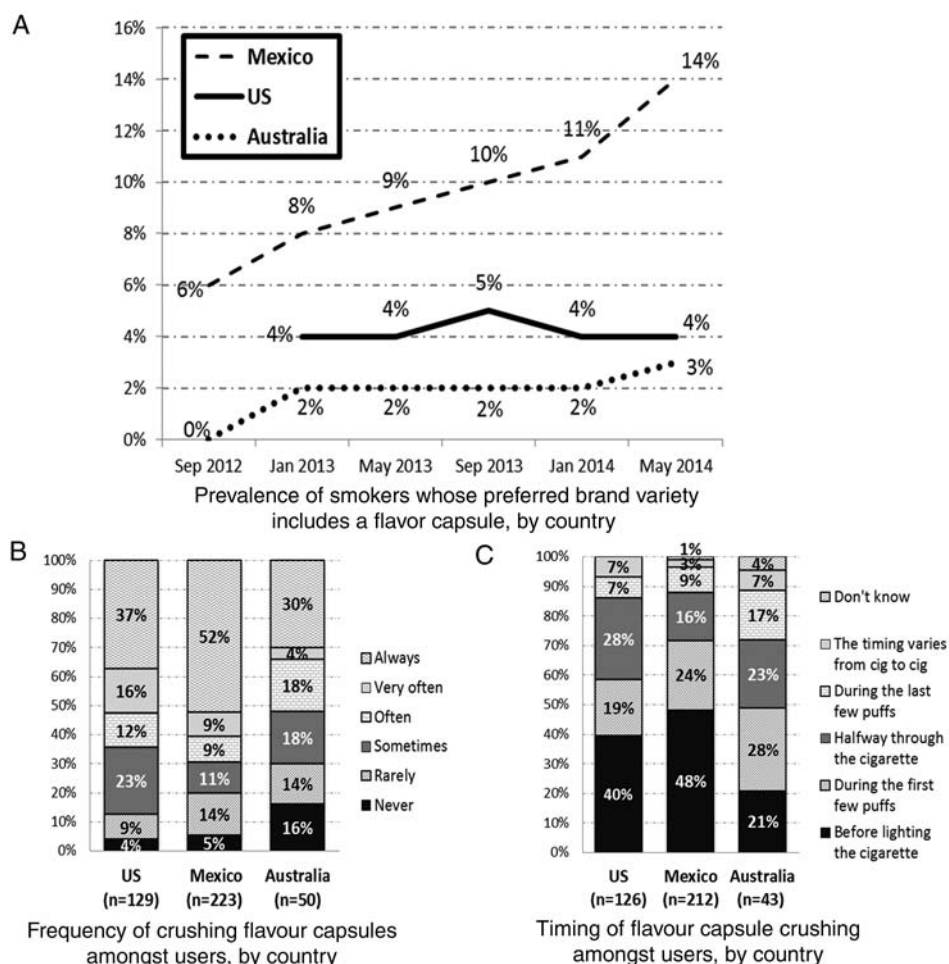 A
16%
14%
12%
10%
8%
6%
4%
2%
0%
Mexico
US
Australia
6%
8%
9%
10%
11%
14%
4%
4%
5%
4%
4%
0%
2%
2%
2%
2%
3%
Sep 2012 Jan 2013 May 2013 Sep 2013 Jan 2014 May 2014
Prevalence of smokers whose preferred brand variety
includes a flavor capsule, by country
B
100%
90%
80%
70%
60%
50%
40%
30%
20%
10%
0%
37%
16%
12%
23%
9%
4%
52%
9%
9%
11%
14%
5%
30%
4%
18%
18%
14%
16%
US Mexico Australia
(n=129) (n=223) (n=50)
Always
Very often
Often
Sometimes
Rarely
Never
Frequency of crushing flavour capsules
amongst users, by country
C
100%
90%
80%
70%
60%
50%
40%
30%
20%
10%
0%
7%
7%
28%
19%
40%
1%
3%
9%
16%
24%
48%
4%
7%
17%
23%
28%
21%
US Mexico Australia
(n=126) (n=212) (n=43)
Don't know
The timing varies
from cig to cig
During the last
few puffs
Halfway through
the cigarette
During the first
few puffs
Before lighting
the cigarette
Timing of flavour capsule crushing
amongst users, by country